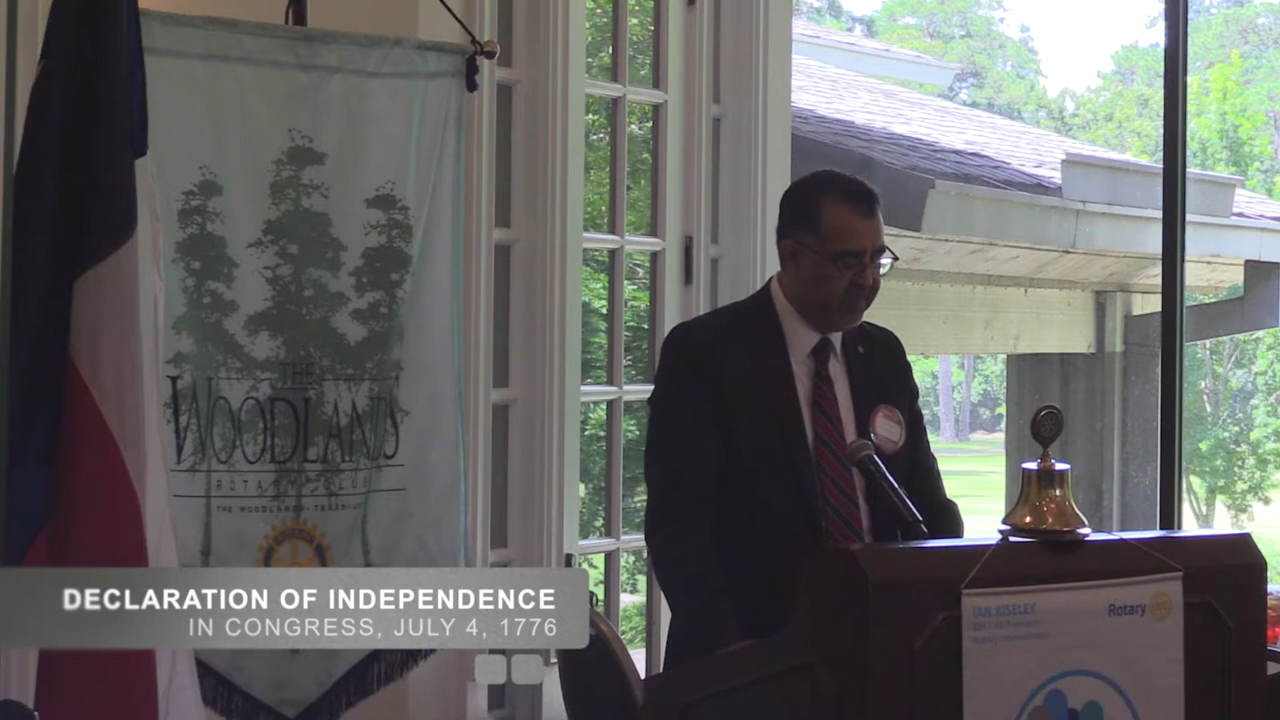 THE
WOODLANDS
ROTARY CLUB
THE WOODLANDS - TEXAS
DECLARATION OF INDEPENDENCE
IN CONGRESS, JULY 4, 1776
IAN RISELEY
Rotary